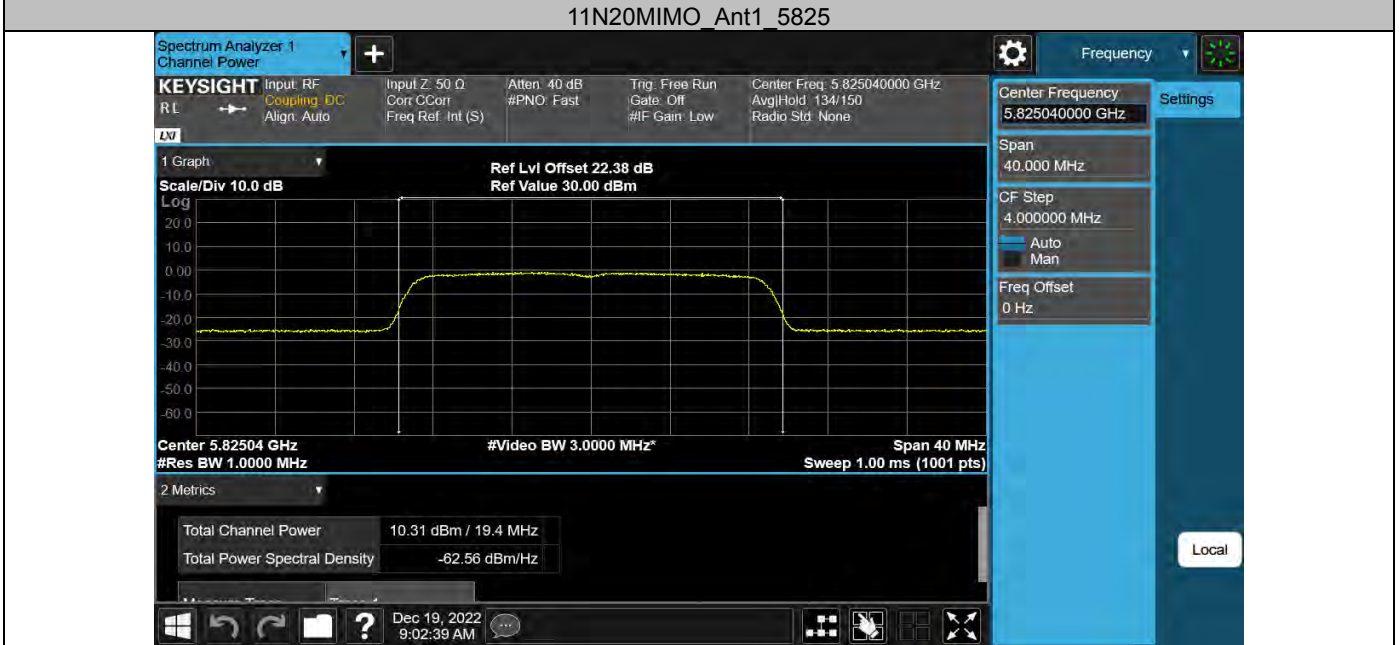 11N20MIMO_Ant1_5825
Spectrum Analyzer 1
Channel Power
Frequency
KEYSIGHT
R L
LXI
Input: RF
Coupling: DC
Align: Auto
Input Z: 50 Ω
Corr CCorr
Freq Ref: Int (S)
Atten: 40 dB
#PNO: Fast
Trig: Free Run
Gate: Off
#IF Gain: Low
Center Freq: 5.825040000 GHz
Avg|Hold: 134/150
Radio Std: None
Center Frequency
5.825040000 GHz
Settings
Span
40.000 MHz
CF Step
4.000000 MHz
Auto
Man
Freq Offset
0 Hz
1 Graph
Scale/Div 10.0 dB
Ref Lvl Offset 22.38 dB
Ref Value 30.00 dBm
Log
20.0
10.0
0.00
-10.0
-20.0
-30.0
-40.0
-50.0
-60.0
Center 5.82504 GHz
#Video BW 3.0000 MHz*
Span 40 MHz
#Res BW 1.0000 MHz
Sweep 1.00 ms (1001 pts)
2 Metrics
Total Channel Power 10.31 dBm / 19.4 MHz
Total Power Spectral Density -62.56 dBm/Hz
Local
?
Dec 19, 2022
9:02:39 AM